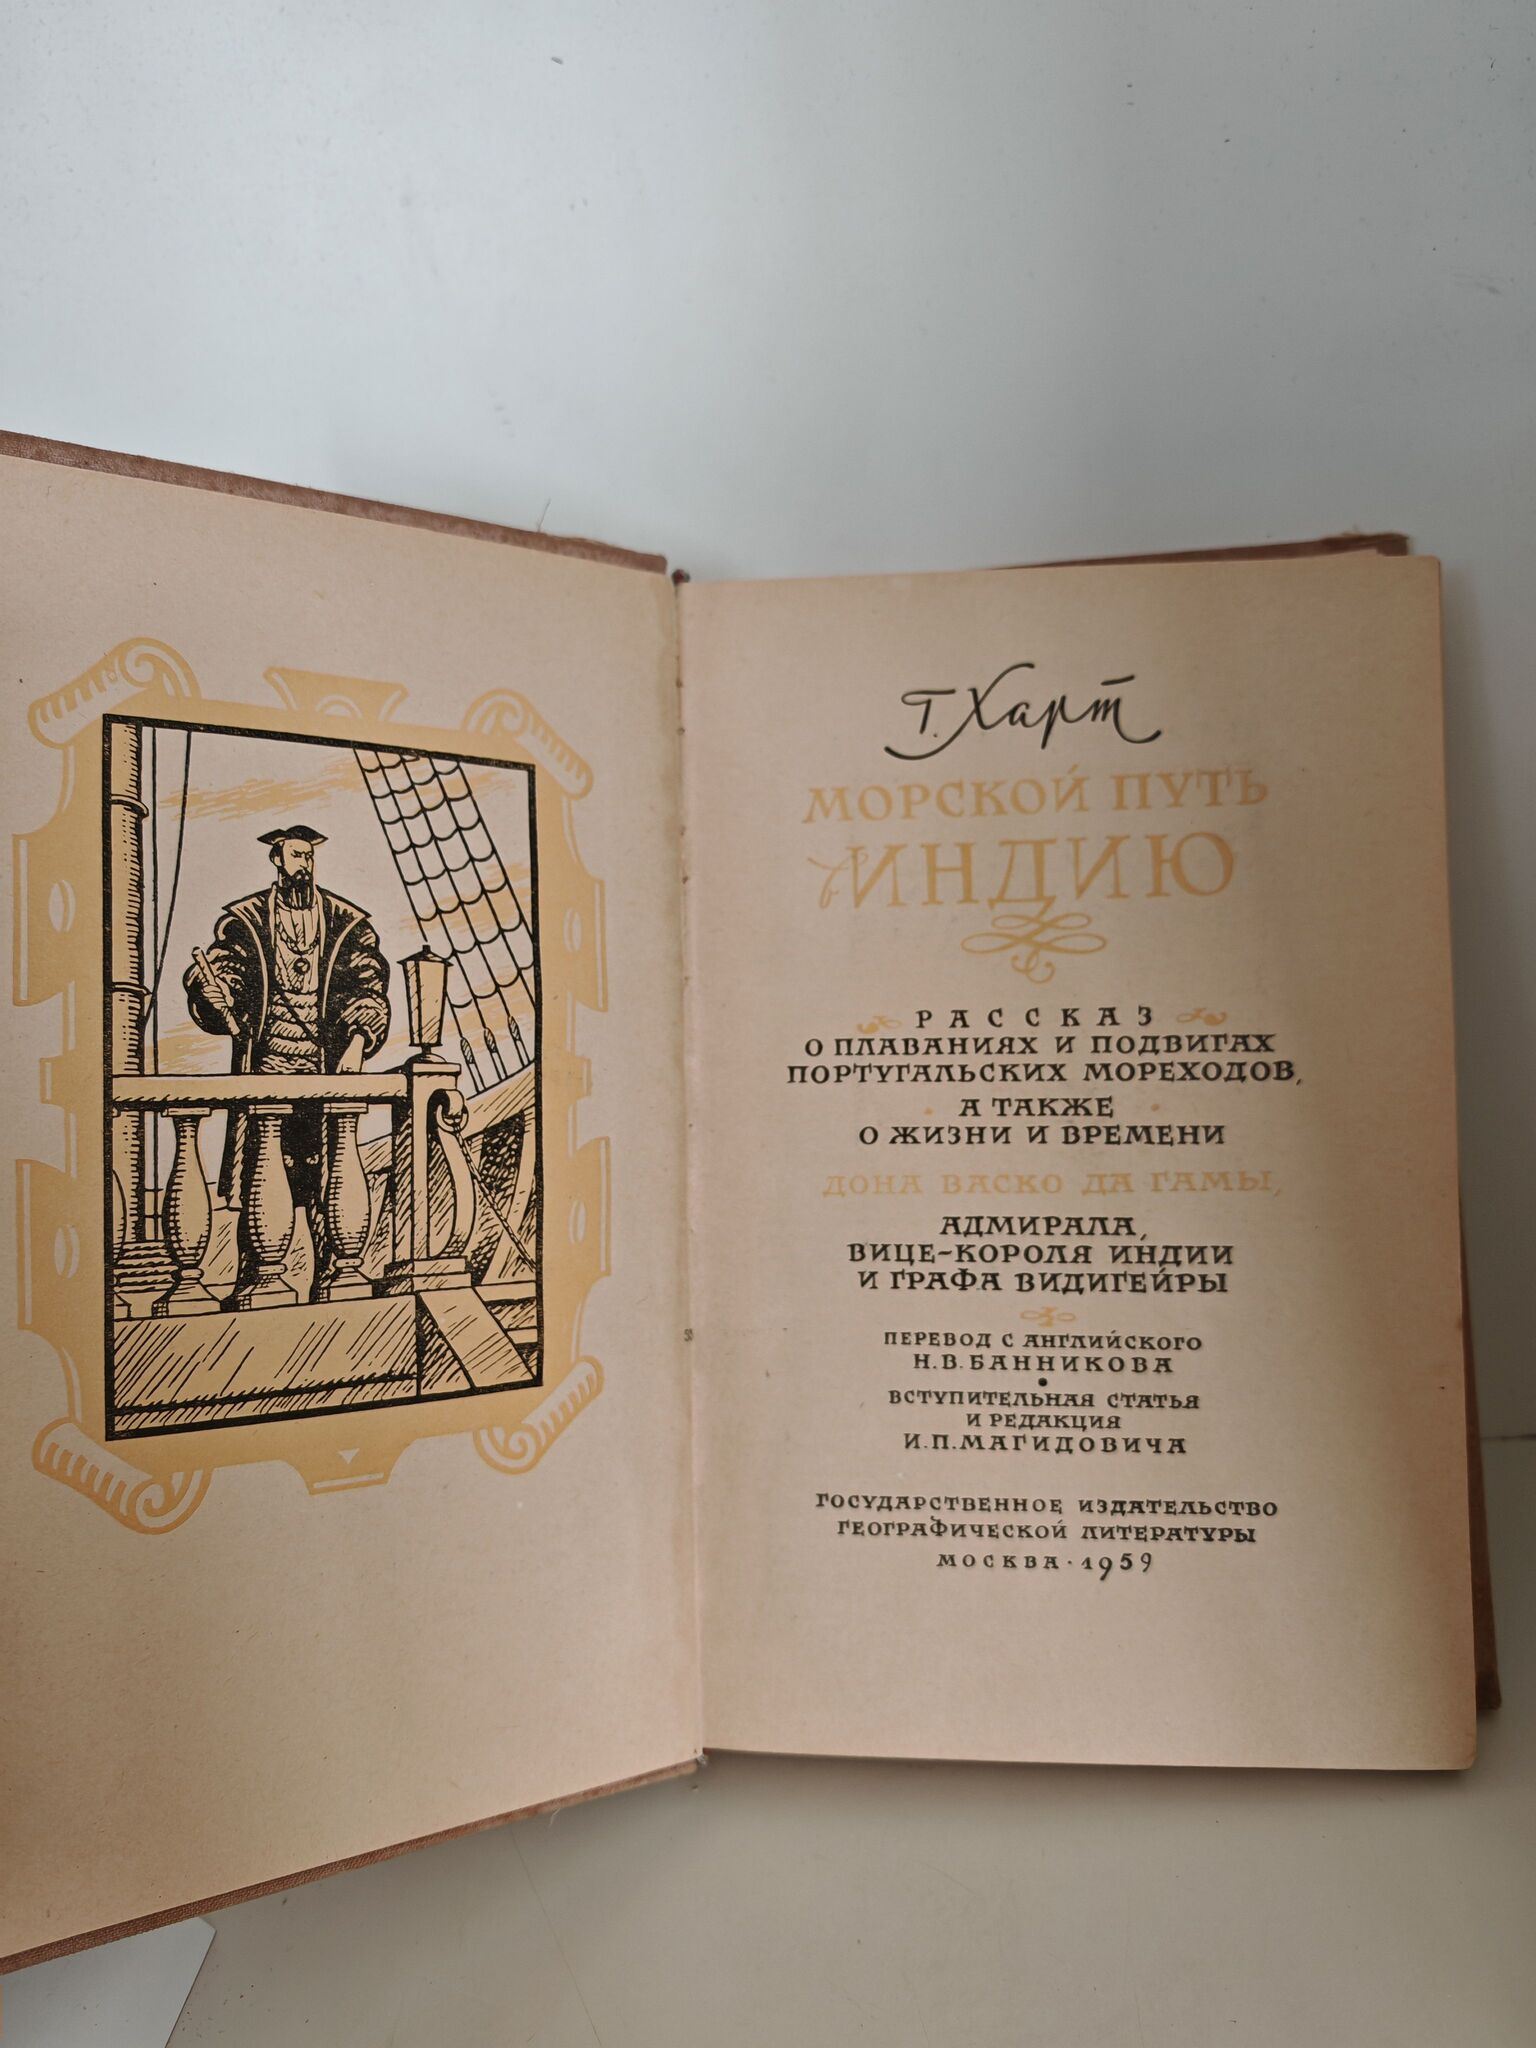 Г. Харт
МОРСКОЙ ПУТЬ
в ИНДИЮ
РАССКАЗ
О ПЛАВАНИЯХ И ПОДВИГАХ
ПОРТУГАЛЬСКИХ МОРЕХОДОВ,
А ТАКЖЕ
О ЖИЗНИ И ВРЕМЕНИ
ДОНА ВАСКО ДА ГАМЫ,
АДМИРАЛА,
ВИЦЕ-КОРОЛЯ ИНДИИ
И ГРАФА ВИДИГЕЙРЫ
ПЕРЕВОД С АНГЛИЙСКОГО
Н.В.БАННИКОВА
ВСТУПИТЕЛЬНАЯ СТАТЬЯ
И РЕДАКЦИЯ
И.П.МАГИДОВИЧА
ГОСУДАРСТВЕННОЕ ИЗДАТЕЛЬСТВО
ГЕОГРАФИЧЕСКОЙ ЛИТЕРАТУРЫ
МОСКВА · 1959